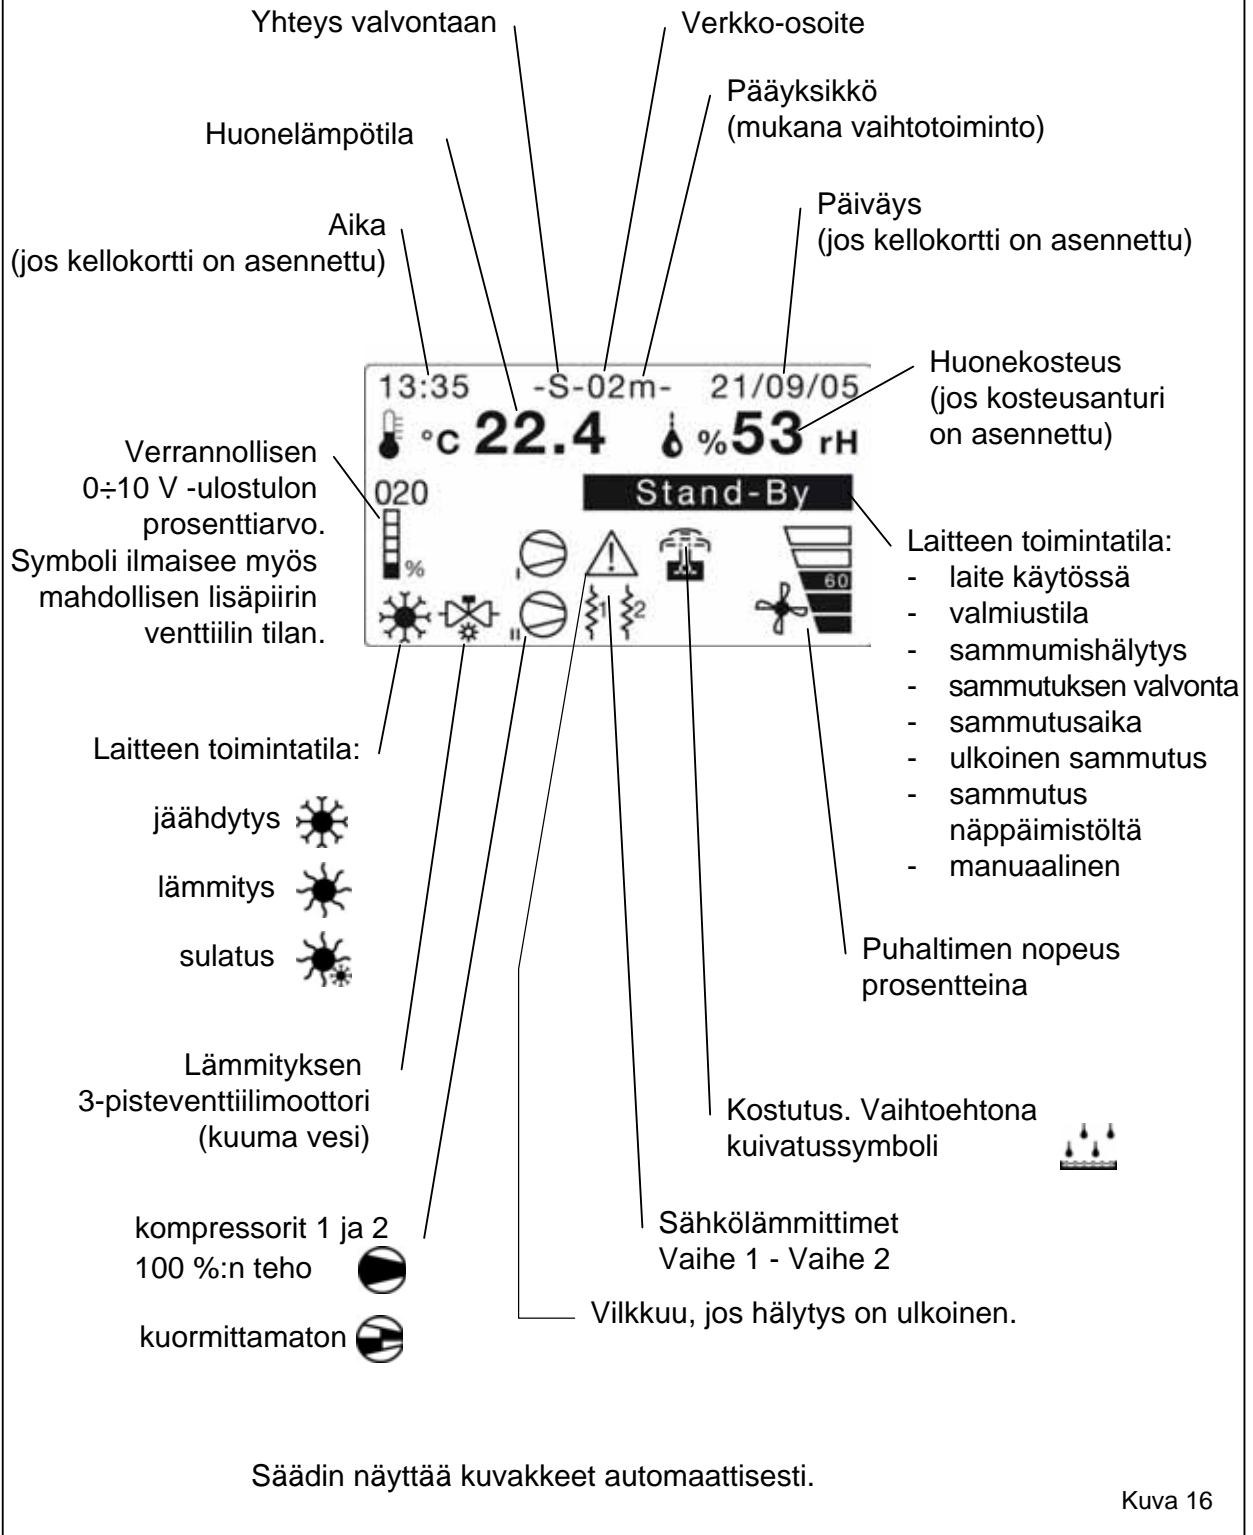 Yhteys valvontaan
Verkko-osoite
Pääyksikkö
(mukana vaihtotoiminto)
Huonelämpötila
Päiväys
(jos kellokortti on asennettu)
Aika
(jos kellokortti on asennettu)
13:35 -S-02m- 21/09/05
°C 22.4 % 53 rH
Huonekosteus
(jos kosteusanturi
on asennettu)
Verrannollisen
0÷10 V -ulostulon
prosenttiarvo.
Symboli ilmaisee myös
mahdollisen lisäpiirin
venttiilin tilan.
020
Stand-By
%
I
60
II
1 2
Laitteen toimintatila:
- laite käytössä
- valmiustila
- sammumishälytys
- sammutuksen valvonta
- sammutusaika
- ulkoinen sammutus
- sammutus
näppäimistöltä
- manuaalinen
Laitteen toimintatila:
jäähdytys
lämmitys
sulatus
Puhaltimen nopeus
prosentteina
Lämmityksen
3-pisteventtiilimoottori
(kuuma vesi)
Kostutus. Vaihtoehtona
kuivatussymboli
kompressorit 1 ja 2
100 %:n teho
kuormittamaton
Sähkölämmittimet
Vaihe 1 - Vaihe 2
Vilkkuu, jos hälytys on ulkoinen.
Säädin näyttää kuvakkeet automaattisesti.
Kuva 16